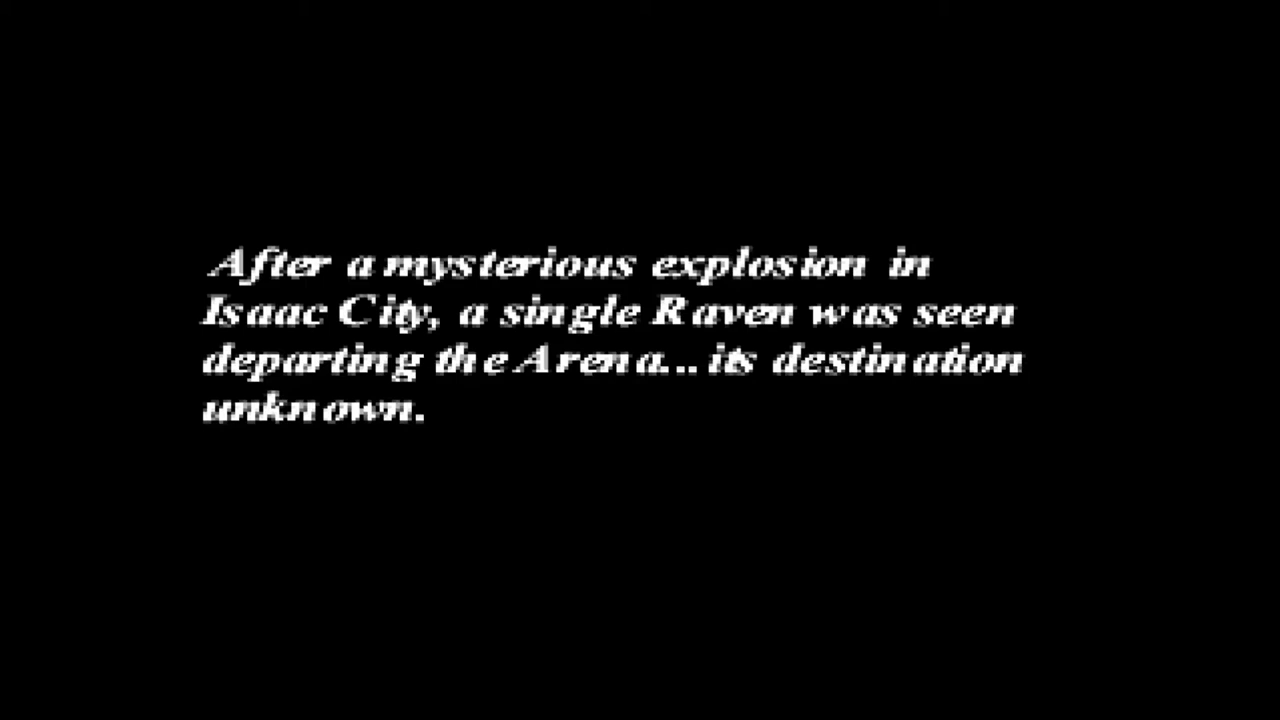 After a mysterious explosion in
Isaac City, a single Raven was seen
departing the Arena...its destination
unknown.